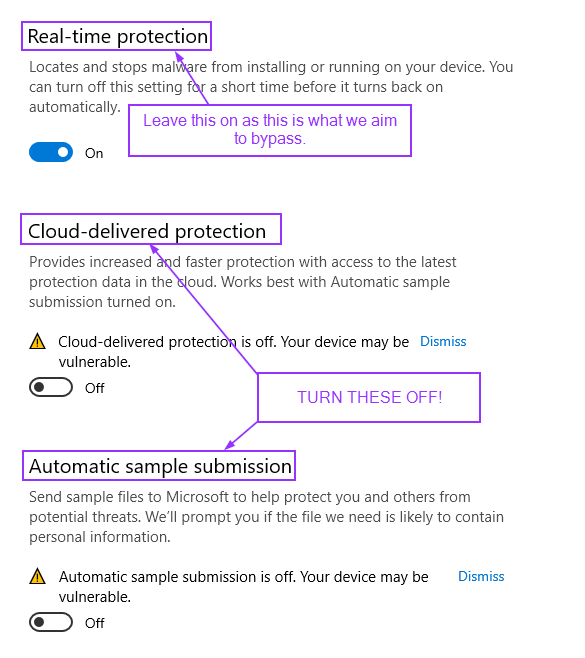 Real-time protection
Locates and stops malware from installing or running on your device. You
can turn off this setting for a short time before it turns back on
automatically.
Leave this on as this is what we aim
to bypass.
On
Cloud-delivered protection
Provides increased and faster protection with access to the latest
protection data in the cloud. Works best with Automatic sample
submission turned on.
Cloud-delivered protection is off. Your device may be Dismiss
vulnerable.
Off
TURN THESE OFF!
Automatic sample submission
Send sample files to Microsoft to help protect you and others from
potential threats. We'll prompt you if the file we need is likely to contain
personal information.
Automatic sample submission is off. Your device may be Dismiss
vulnerable.
Off